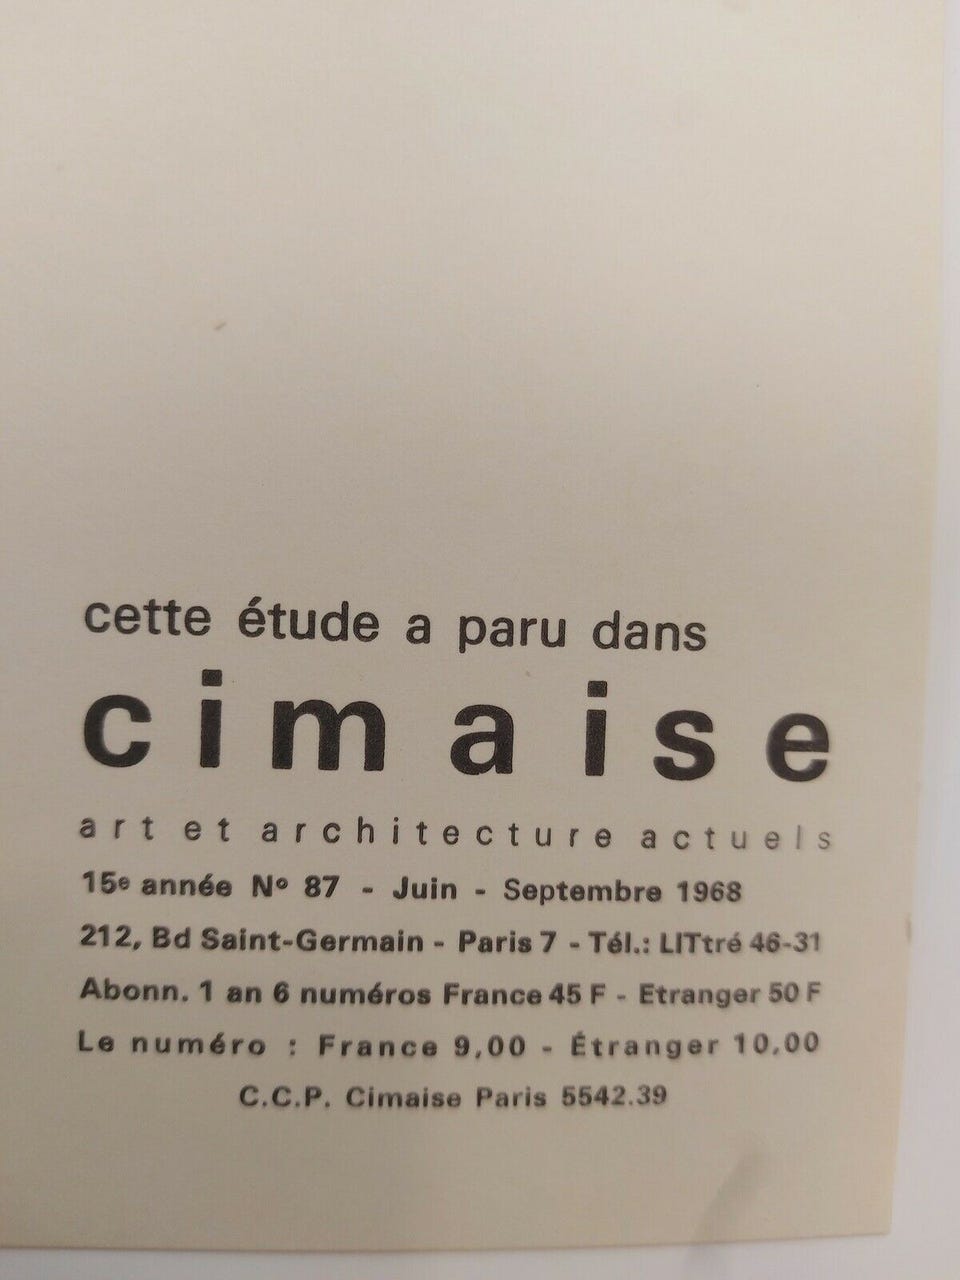 cette étude a paru dans
cimaise
art et architecture actuels
15e année Nº 87 - Juin - Septembre 1968
212, Bd Saint-Germain - Paris 7 - Tél.: LITtré 46-31
Abonn. 1 an 6 numéros France 45 F - Etranger 50 F
Le numéro : France 9,00 - Étranger 10,00
C.C.P. Cimaise Paris 5542.39